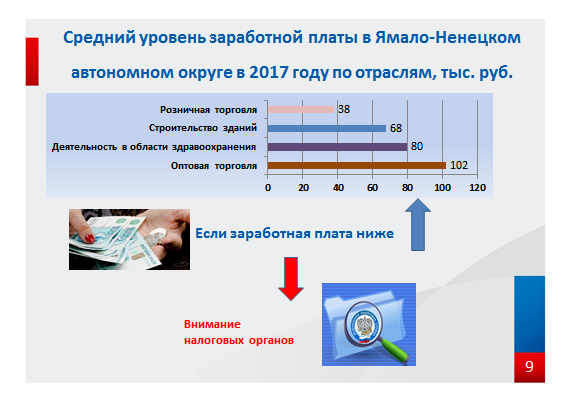 Средний уровень заработной платы в Ямало-Ненецком
автономном округе в 2017 году по отраслям, тыс. руб.
Розничная торговля 38
Строительство зданий 68
Деятельность в области здравоохранения 80
Оптовая торговля 102
0 20 40 60 80 100 120
Если заработная плата ниже
Внимание
налоговых органов
9